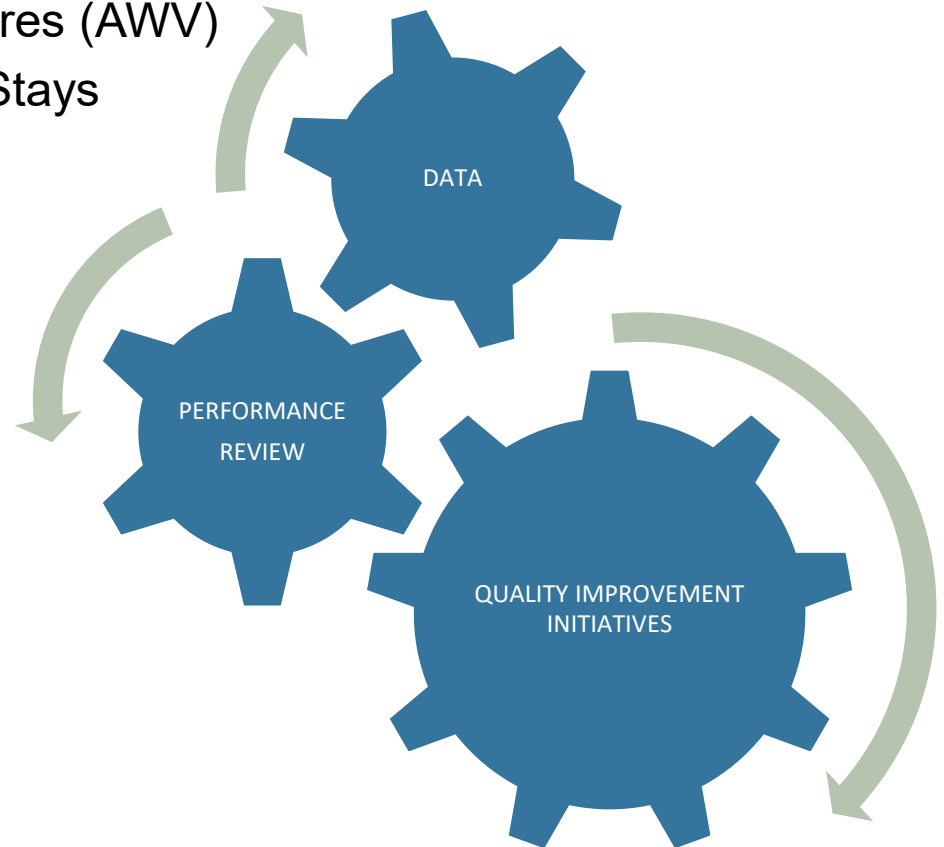 res (AWV)
Stays
DATA
PERFORMANCE
REVIEW
QUALITY IMPROVEMENT
INITIATIVES